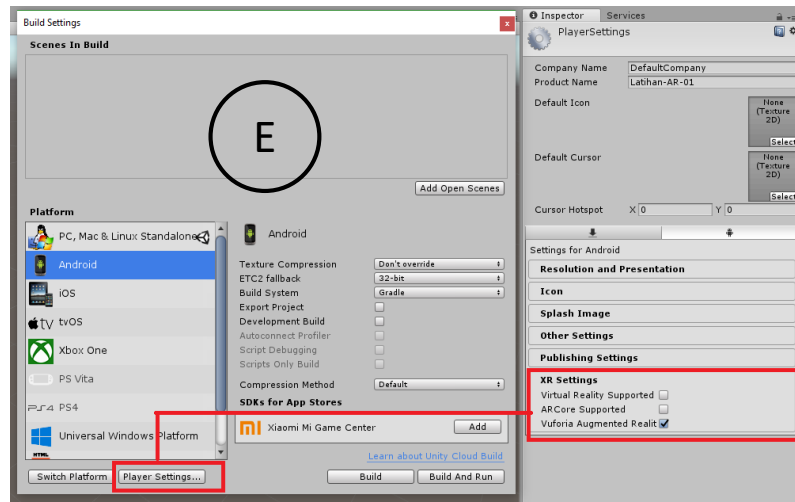 Build Settings
x
Scenes In Build
E
Add Open Scenes
Platform
PC, Mac & Linux Standalone
Android
iOS
tv tvOS
Xbox One
PS Vita
PS4 PS4
Universal Windows Platform
HTML
Switch Platform
Player Settings...
Android
Texture Compression Don't override
ETC2 fallback 32-bit
Build System Gradle
Export Project
Development Build
Autoconnect Profiler
Script Debugging
Scripts Only Build
Compression Method Default
SDKs for App Stores
Xiaomi Mi Game Center Add
Learn about Unity Cloud Build
Build Build And Run
Inspector Services
PlayerSettings
Company Name DefaultCompany
Product Name Latihan-AR-01
Default Icon
None
(Texture
2D)
Select
Default Cursor
None
(Texture
2D)
Select
Cursor Hotspot X 0 Y 0
Settings for Android
Resolution and Presentation
Icon
Splash Image
Other Settings
Publishing Settings
XR Settings
Virtual Reality Supported
ARCore Supported
Vuforia Augmented Realit